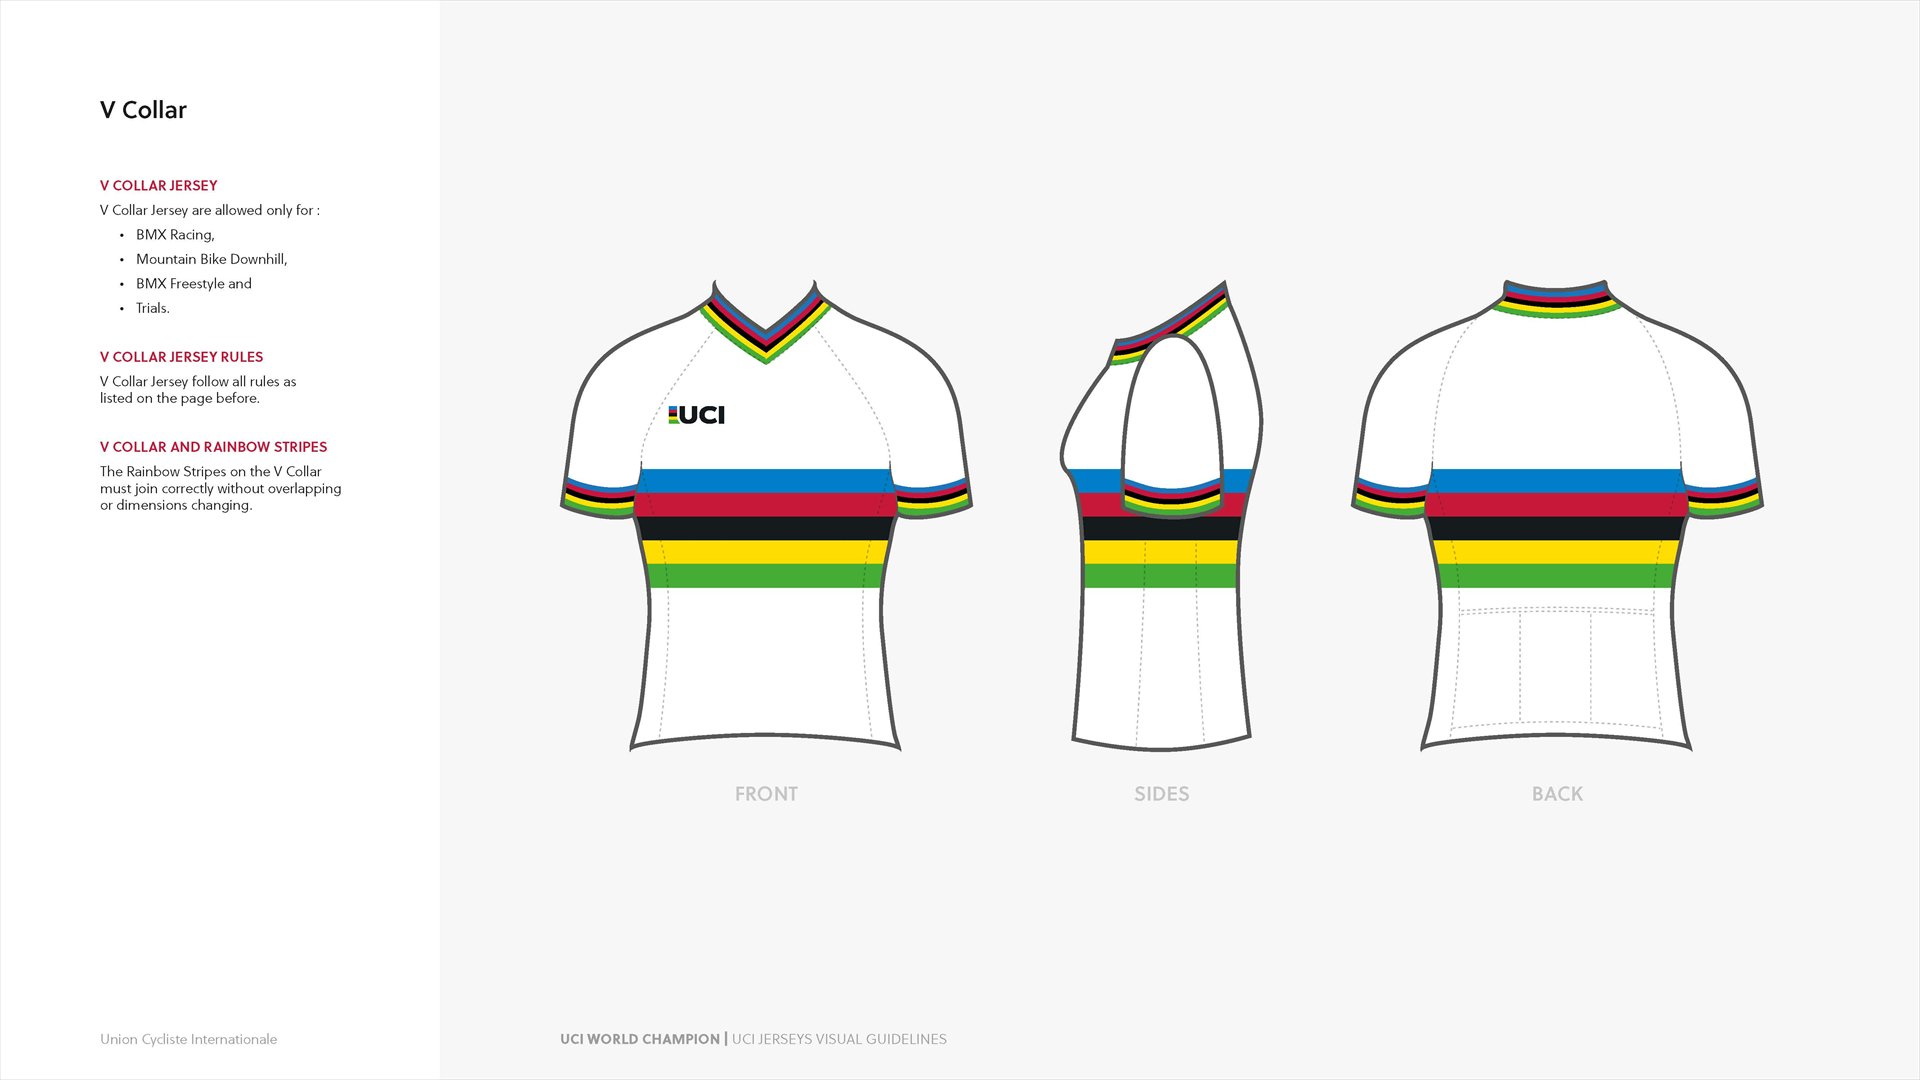 V Collar
V COLLAR JERSEY
V Collar Jersey are allowed only for :
• BMX Racing,
• Mountain Bike Downhill,
• BMX Freestyle and
• Trials.
V COLLAR JERSEY RULES
V Collar Jersey follow all rules as
listed on the page before.
V COLLAR AND RAINBOW STRIPES
The Rainbow Stripes on the V Collar
must join correctly without overlapping
or dimensions changing.
UCI
FRONT
SIDES
BACK
Union Cycliste Internationale
UCI WORLD CHAMPION | UCI JERSEYS VISUAL GUIDELINES